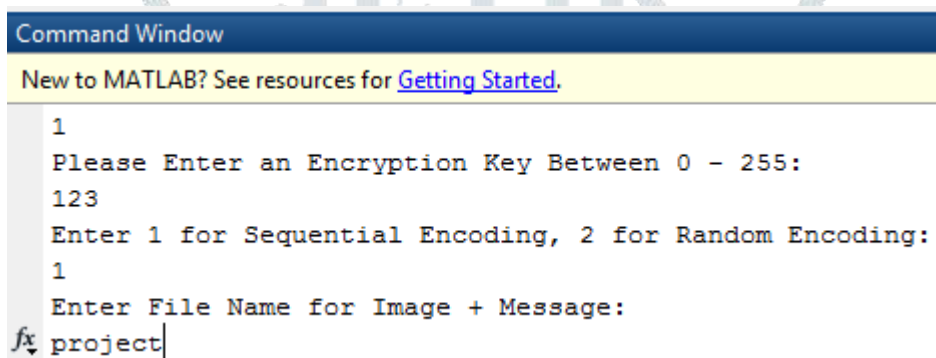 Command Window
New to MATLAB? See resources for Getting Started.
1
Please Enter an Encryption Key Between 0 - 255:
123
Enter 1 for Sequential Encoding, 2 for Random Encoding:
1
Enter File Name for Image + Message:
fx project